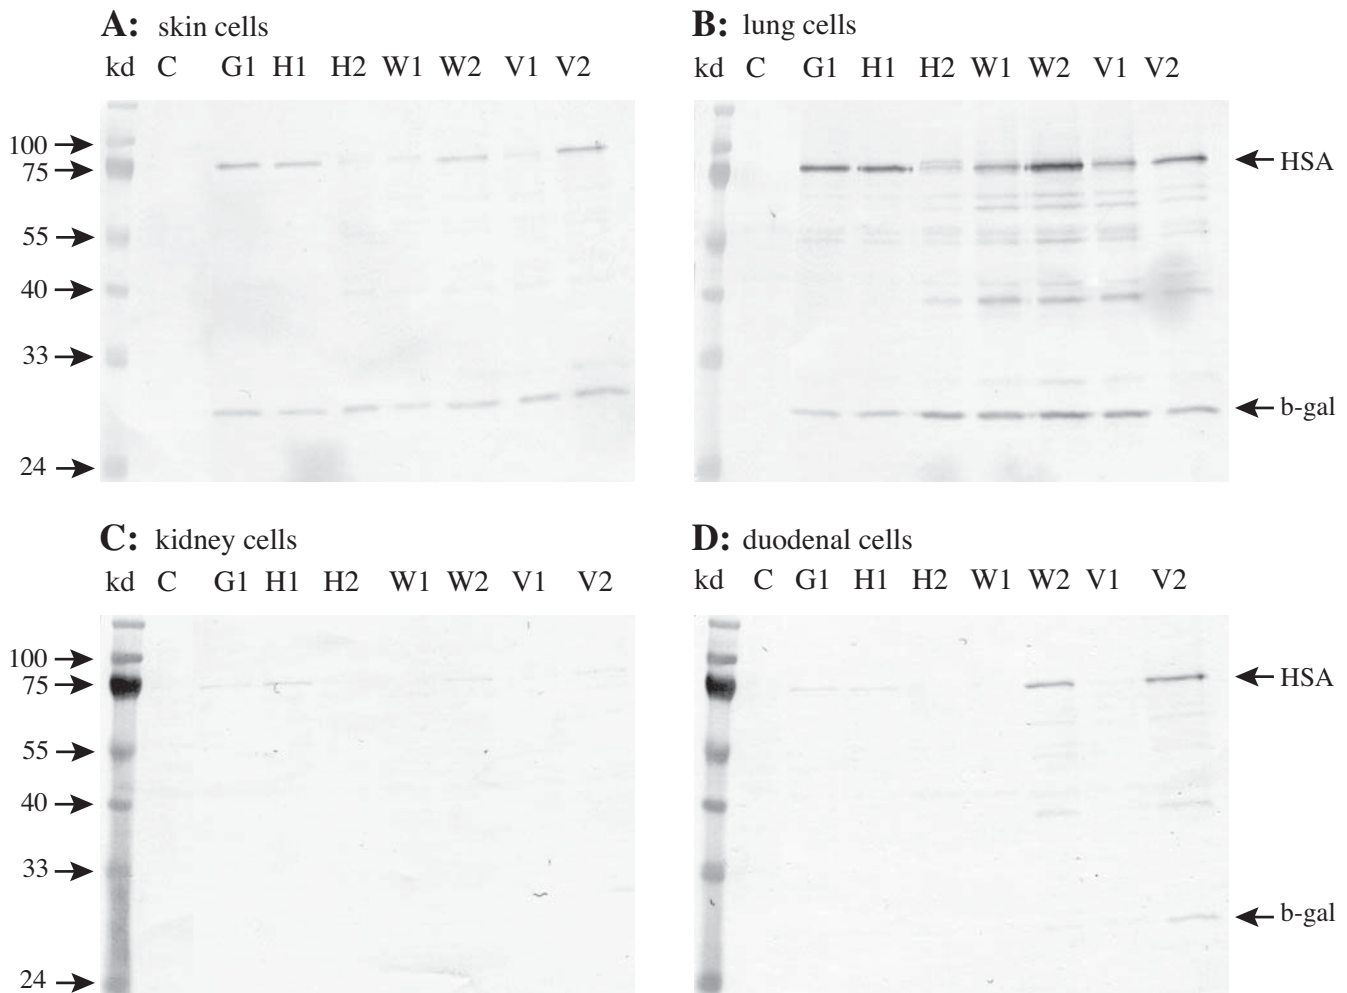 A: skin cells
kd C G1 H1 H2 W1 W2 V1 V2
100
75
55
40
33
24
B: lung cells
kd C G1 H1 H2 W1 W2 V1 V2
HSA
b-gal
C: kidney cells
kd C G1 H1 H2 W1 W2 V1 V2
100
75
55
40
33
24
D: duodenal cells
kd C G1 H1 H2 W1 W2 V1 V2
HSA
b-gal